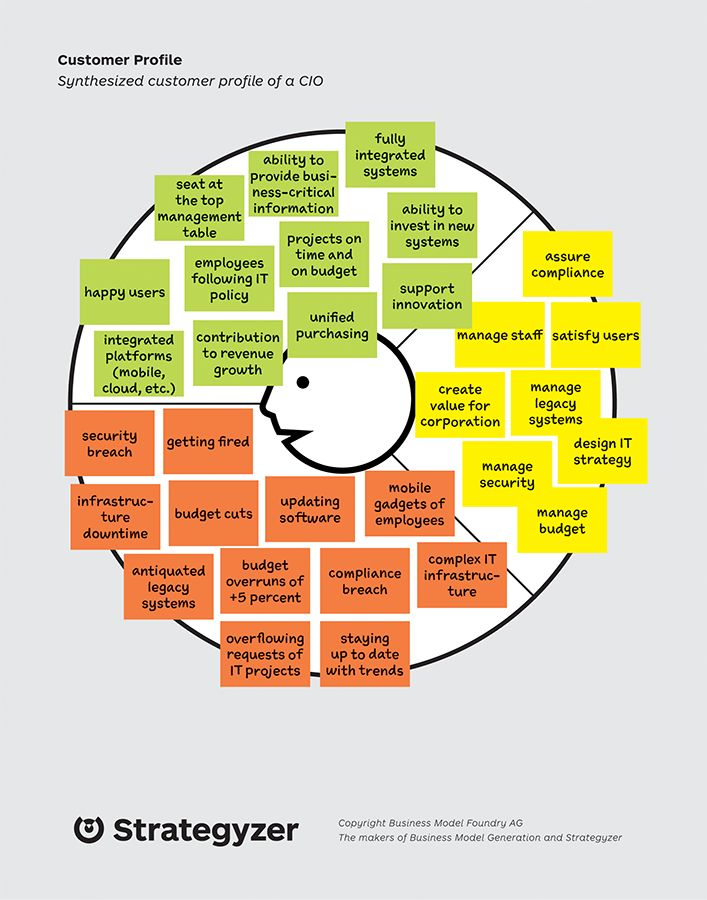 Customer Profile
Synthesized customer profile of a CIO
fully
integrated
systems
ability to
provide busi-
ness-critical
information
seat at
the top
management
table
ability to
invest in new
systems
projects on
time and
on budget
employees
following IT
policy
happy users
support
innovation
unified
purchasing
contribution
to revenue
growth
integrated
platforms
(mobile,
cloud, etc.)
assure
compliance
manage staff
satisfy users
create
value for
corporation
manage
legacy
systems
design IT
strategy
manage
security
manage
budget
security
breach
getting fired
infrastruc-
ture
downtime
budget cuts
updating
software
mobile
gadgets of
employees
antiquated
legacy
systems
budget
overruns of
+5 percent
compliance
breach
complex IT
infrastruc-
ture
overflowing
requests of
IT projects
staying
up to date
with trends
Strategyzer
Copyright Business Model Foundry AG
The makers of Business Model Generation and Strategyzer